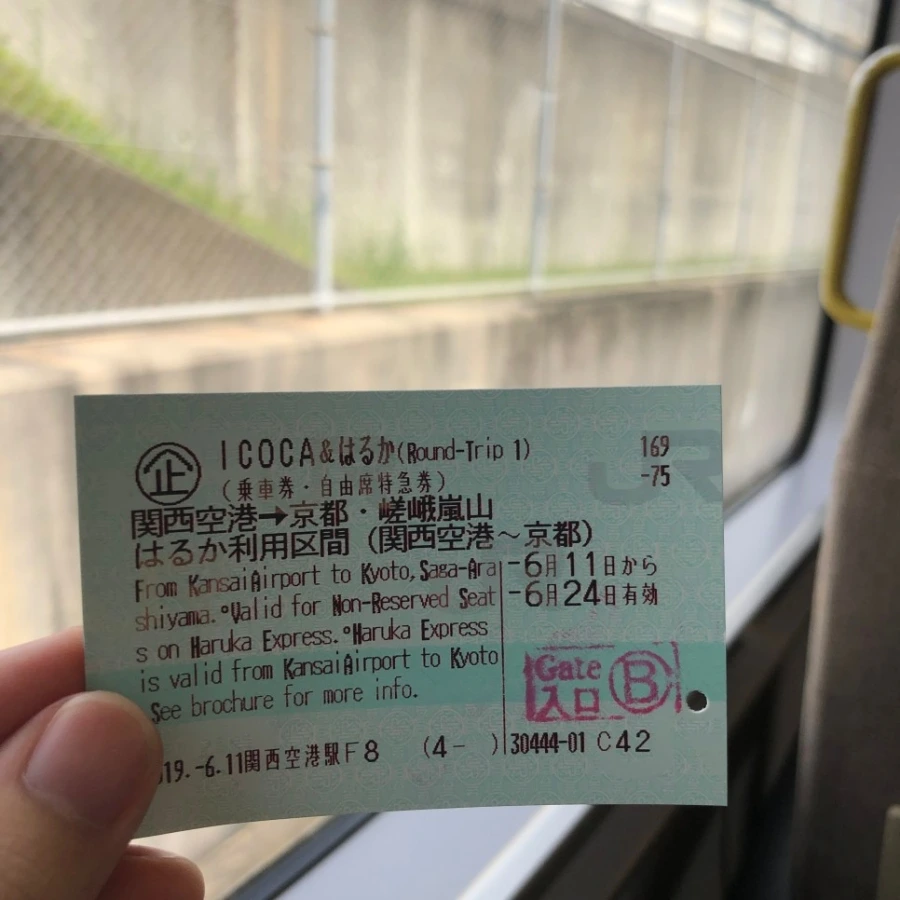 企 ICOCA&はるか(Round-Trip 1) 169
(乗車券・自由席特急券) -75
関西空港→京都・嵯峨嵐山
はるか利用区間 (関西空港~京都)
From KansaiAirport to Kyoto, Saga-Ara -6月11日から
shiyama.°Valid for Non-Reserved Seat -6月24日有効
s on Haruka Express.°Haruka Express
is valid from KansaiAirport to Kyoto Gate B
See brochure for more info. 入口
19.-6.11関西空港駅F8 (4- ) 30444-01 C42
JR